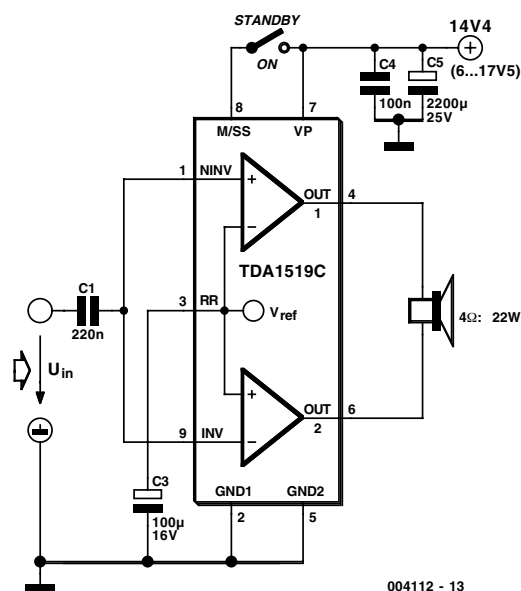 STANDBY
ON
14V4
(6...17V5)
C4
100n
C5
2200µ
25V
8
7
M/SS
VP
1
NINV
+
−
OUT
1
4
TDA1519C
C1
220n
3
RR
Vref
4Ω: 22W
Uin
+
−
OUT
2
6
9
INV
C3
100µ
16V
GND1
GND2
2
5
004112 - 13